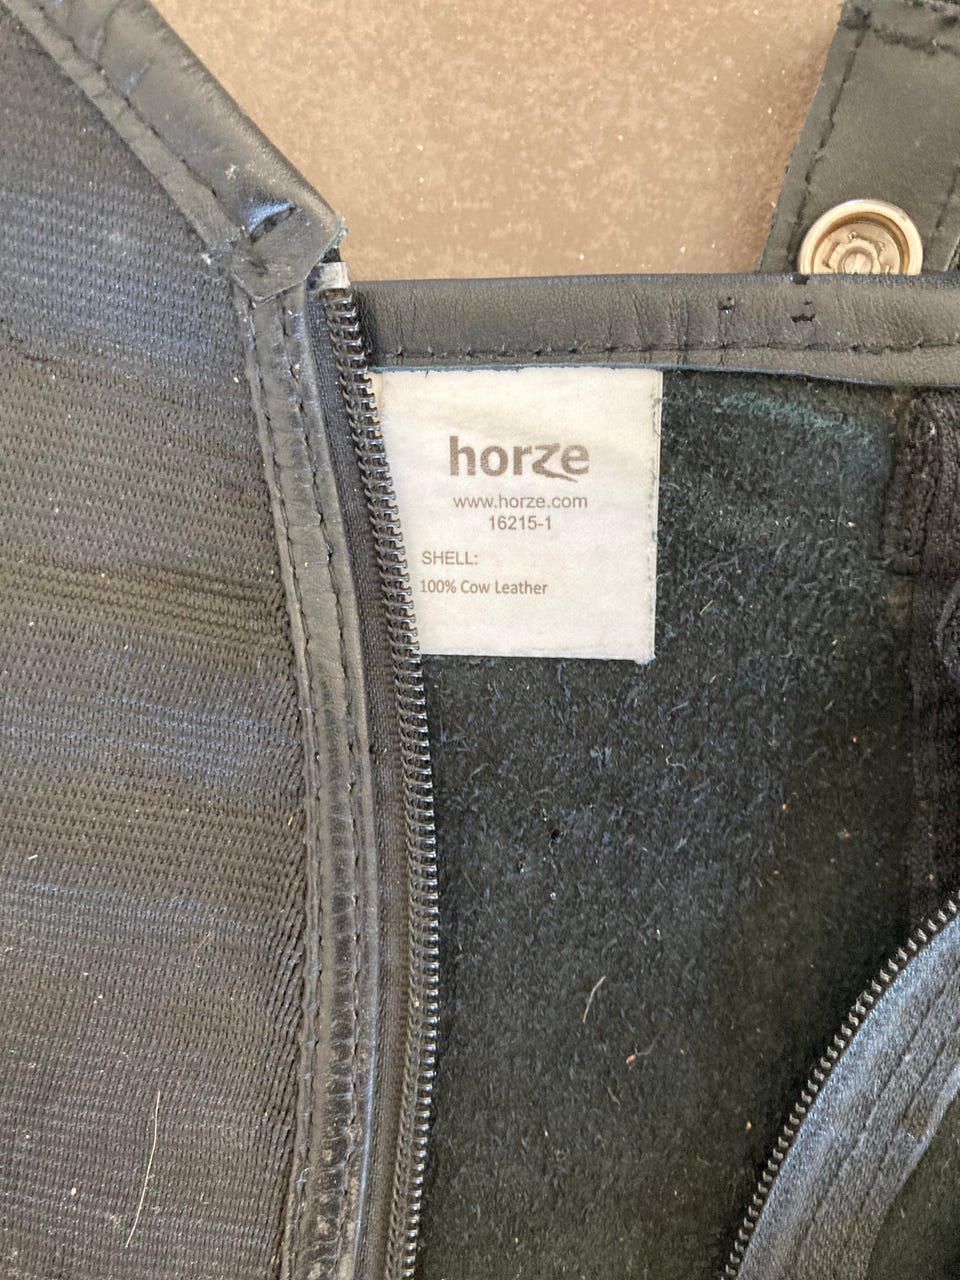 horze
www.horze.com
16215-1
SHELL:
100% Cow Leather